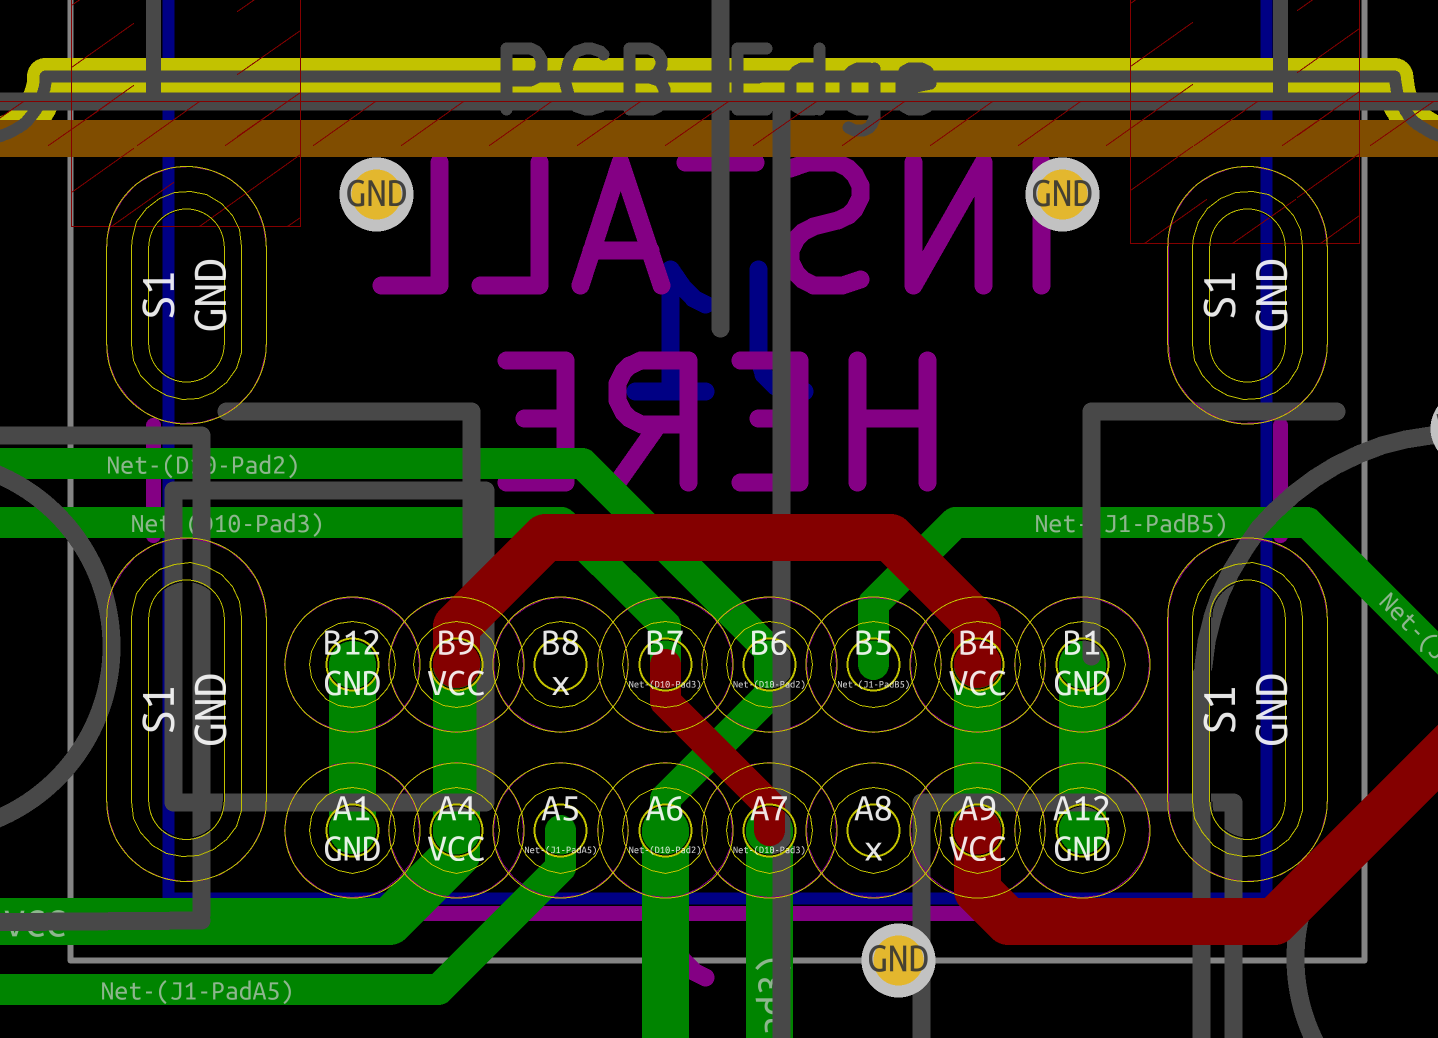 PCB Edge
GND
GND
INSTALL
S1
GND
S1
GND
J1
HERE
Net-(D10-Pad2)
Net-(D10-Pad3)
Net-(J1-PadB5)
B12
GND
B9
VCC
B8
x
B7
Net-(D10-Pad3)
B6
Net-(D10-Pad2)
B5
Net-(J1-PadB5)
B4
VCC
B1
GND
S1
GND
S1
GND
A1
GND
A4
VCC
A5
Net-(J1-PadA5)
A6
Net-(D10-Pad2)
A7
Net-(D10-Pad3)
A8
x
A9
VCC
A12
GND
VCC
GND
Net-(J1-PadA5)